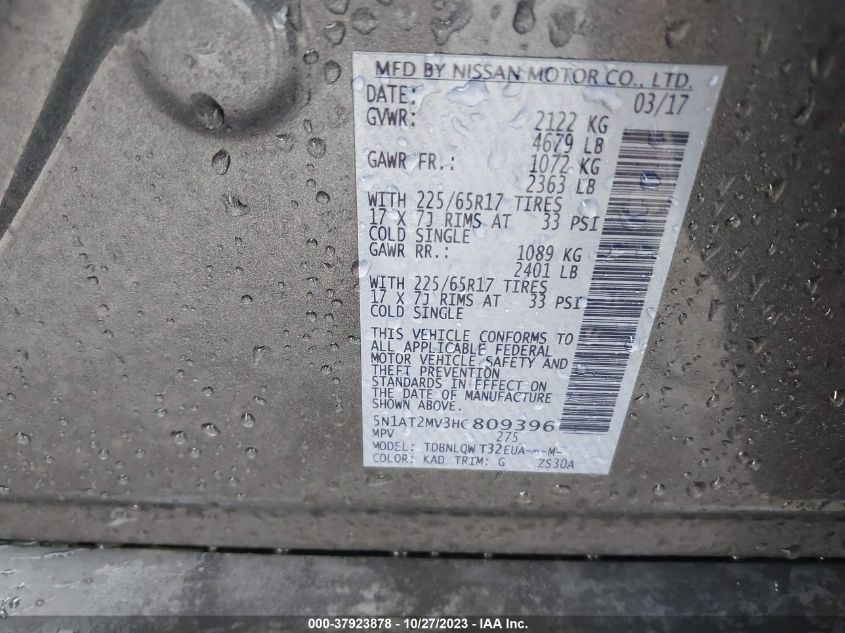 MFD BY NISSAN MOTOR CO., LTD.
DATE: 03/17
GVWR: 2122 KG
4679 LB
GAWR FR.: 1072 KG
2363 LB
WITH 225/65R17 TIRES
17 X 7J RIMS AT 33 PSI
COLD SINGLE
GAWR RR.: 1089 KG
2401 LB
WITH 225/65R17 TIRES
17 X 7J RIMS AT 33 PSI
COLD SINGLE
THIS VEHICLE CONFORMS TO
ALL APPLICABLE FEDERAL
MOTOR VEHICLE SAFETY AND
THEFT PREVENTION
STANDARDS IN EFFECT ON
THE DATE OF MANUFACTURE
SHOWN ABOVE.
5N1AT2MV3HC809396
MPV 275
MODEL: TDBNLQW T32EUA---M-
COLOR: KAD TRIM: G ZS30A
000-37923878 - 10/27/2023 - IAA Inc.